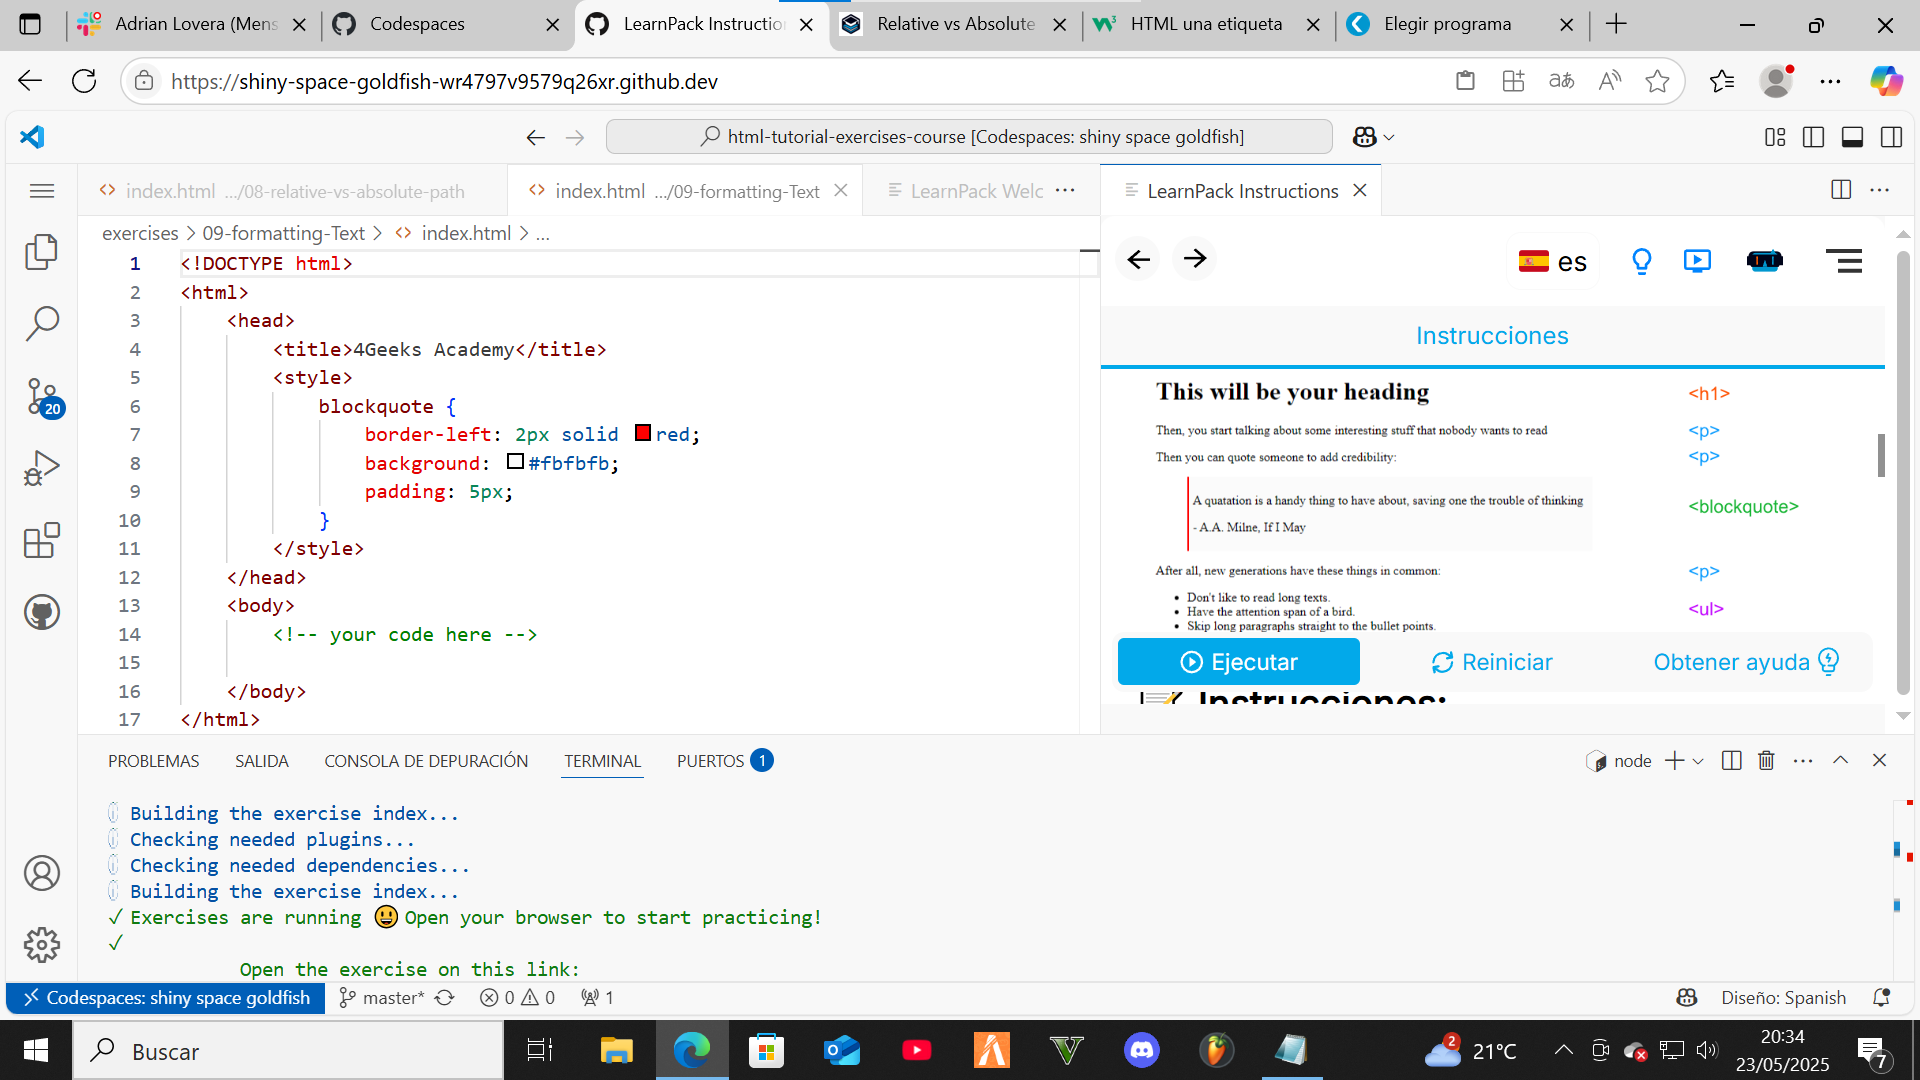 Adrian Lovera (Mens
Codespaces
LearnPack Instructio
Relative vs Absolute
HTML una etiqueta
Elegir programa
https://shiny-space-goldfish-wr4797v9579q26xr.github.dev
html-tutorial-exercises-course [Codespaces: shiny space goldfish]
index.html .../08-relative-vs-absolute-path
index.html .../09-formatting-Text
LearnPack Welc
LearnPack Instructions
exercises > 09-formatting-Text > index.html > ...
1 <!DOCTYPE html>
2 <html>
3 <head>
4 <title>4Geeks Academy</title>
5 <style>
6 blockquote {
7 border-left: 2px solid red;
8 background: #fbfbfb;
9 padding: 5px;
10 }
11 </style>
12 </head>
13 <body>
14 <!-- your code here -->
15
16 </body>
17 </html>
20
es
Instrucciones
This will be your heading <h1>
Then, you start talking about some interesting stuff that nobody wants to read <p>
Then you can quote someone to add credibility: <p>
A quatation is a handy thing to have about, saving one the trouble of thinking
<blockquote>
- A.A. Milne, If I May
After all, new generations have these things in common: <p>
• Don't like to read long texts.
• Have the attention span of a bird. <ul>
• Skip long paragraphs straight to the bullet points.
Ejecutar
Reiniciar
Obtener ayuda
Instrucciones:
PROBLEMAS
SALIDA
CONSOLA DE DEPURACIÓN
TERMINAL
PUERTOS 1
node
Building the exercise index...
Checking needed plugins...
Checking needed dependencies...
Building the exercise index...
✓ Exercises are running 😃 Open your browser to start practicing!
✓
Open the exercise on this link:
Codespaces: shiny space goldfish
master*
0
0
1
Diseño: Spanish
Buscar
2
21°C
20:34
23/05/2025
7